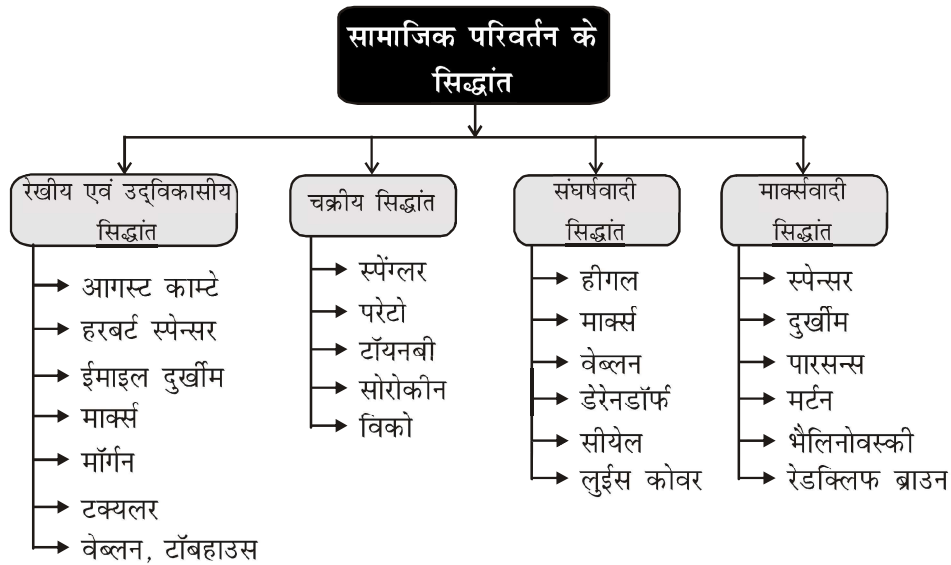 सामाजिक परिवर्तन के
सिद्धांत
रेखीय एवं उद्‌विकासीय
सिद्धांत
आगस्ट काम्टे
हरबर्ट स्पेन्सर
ईमाइल दुर्खीम
मार्क्स
मॉर्गन
टक्यलर
वेब्लन, टॉबहाउस
चक्रीय सिद्धांत
स्पेंग्लर
परेटो
टॉयनबी
सोरोकीन
विको
संघर्षवादी
सिद्धांत
हीगल
मार्क्स
वेब्लन
डेरेनडॉर्फ
सीयेल
लुईस कोवर
मार्क्सवादी
सिद्धांत
स्पेन्सर
दुर्खीम
पारसन्स
मर्टन
भैलिनोवस्की
रेडक्लिफ ब्राउन